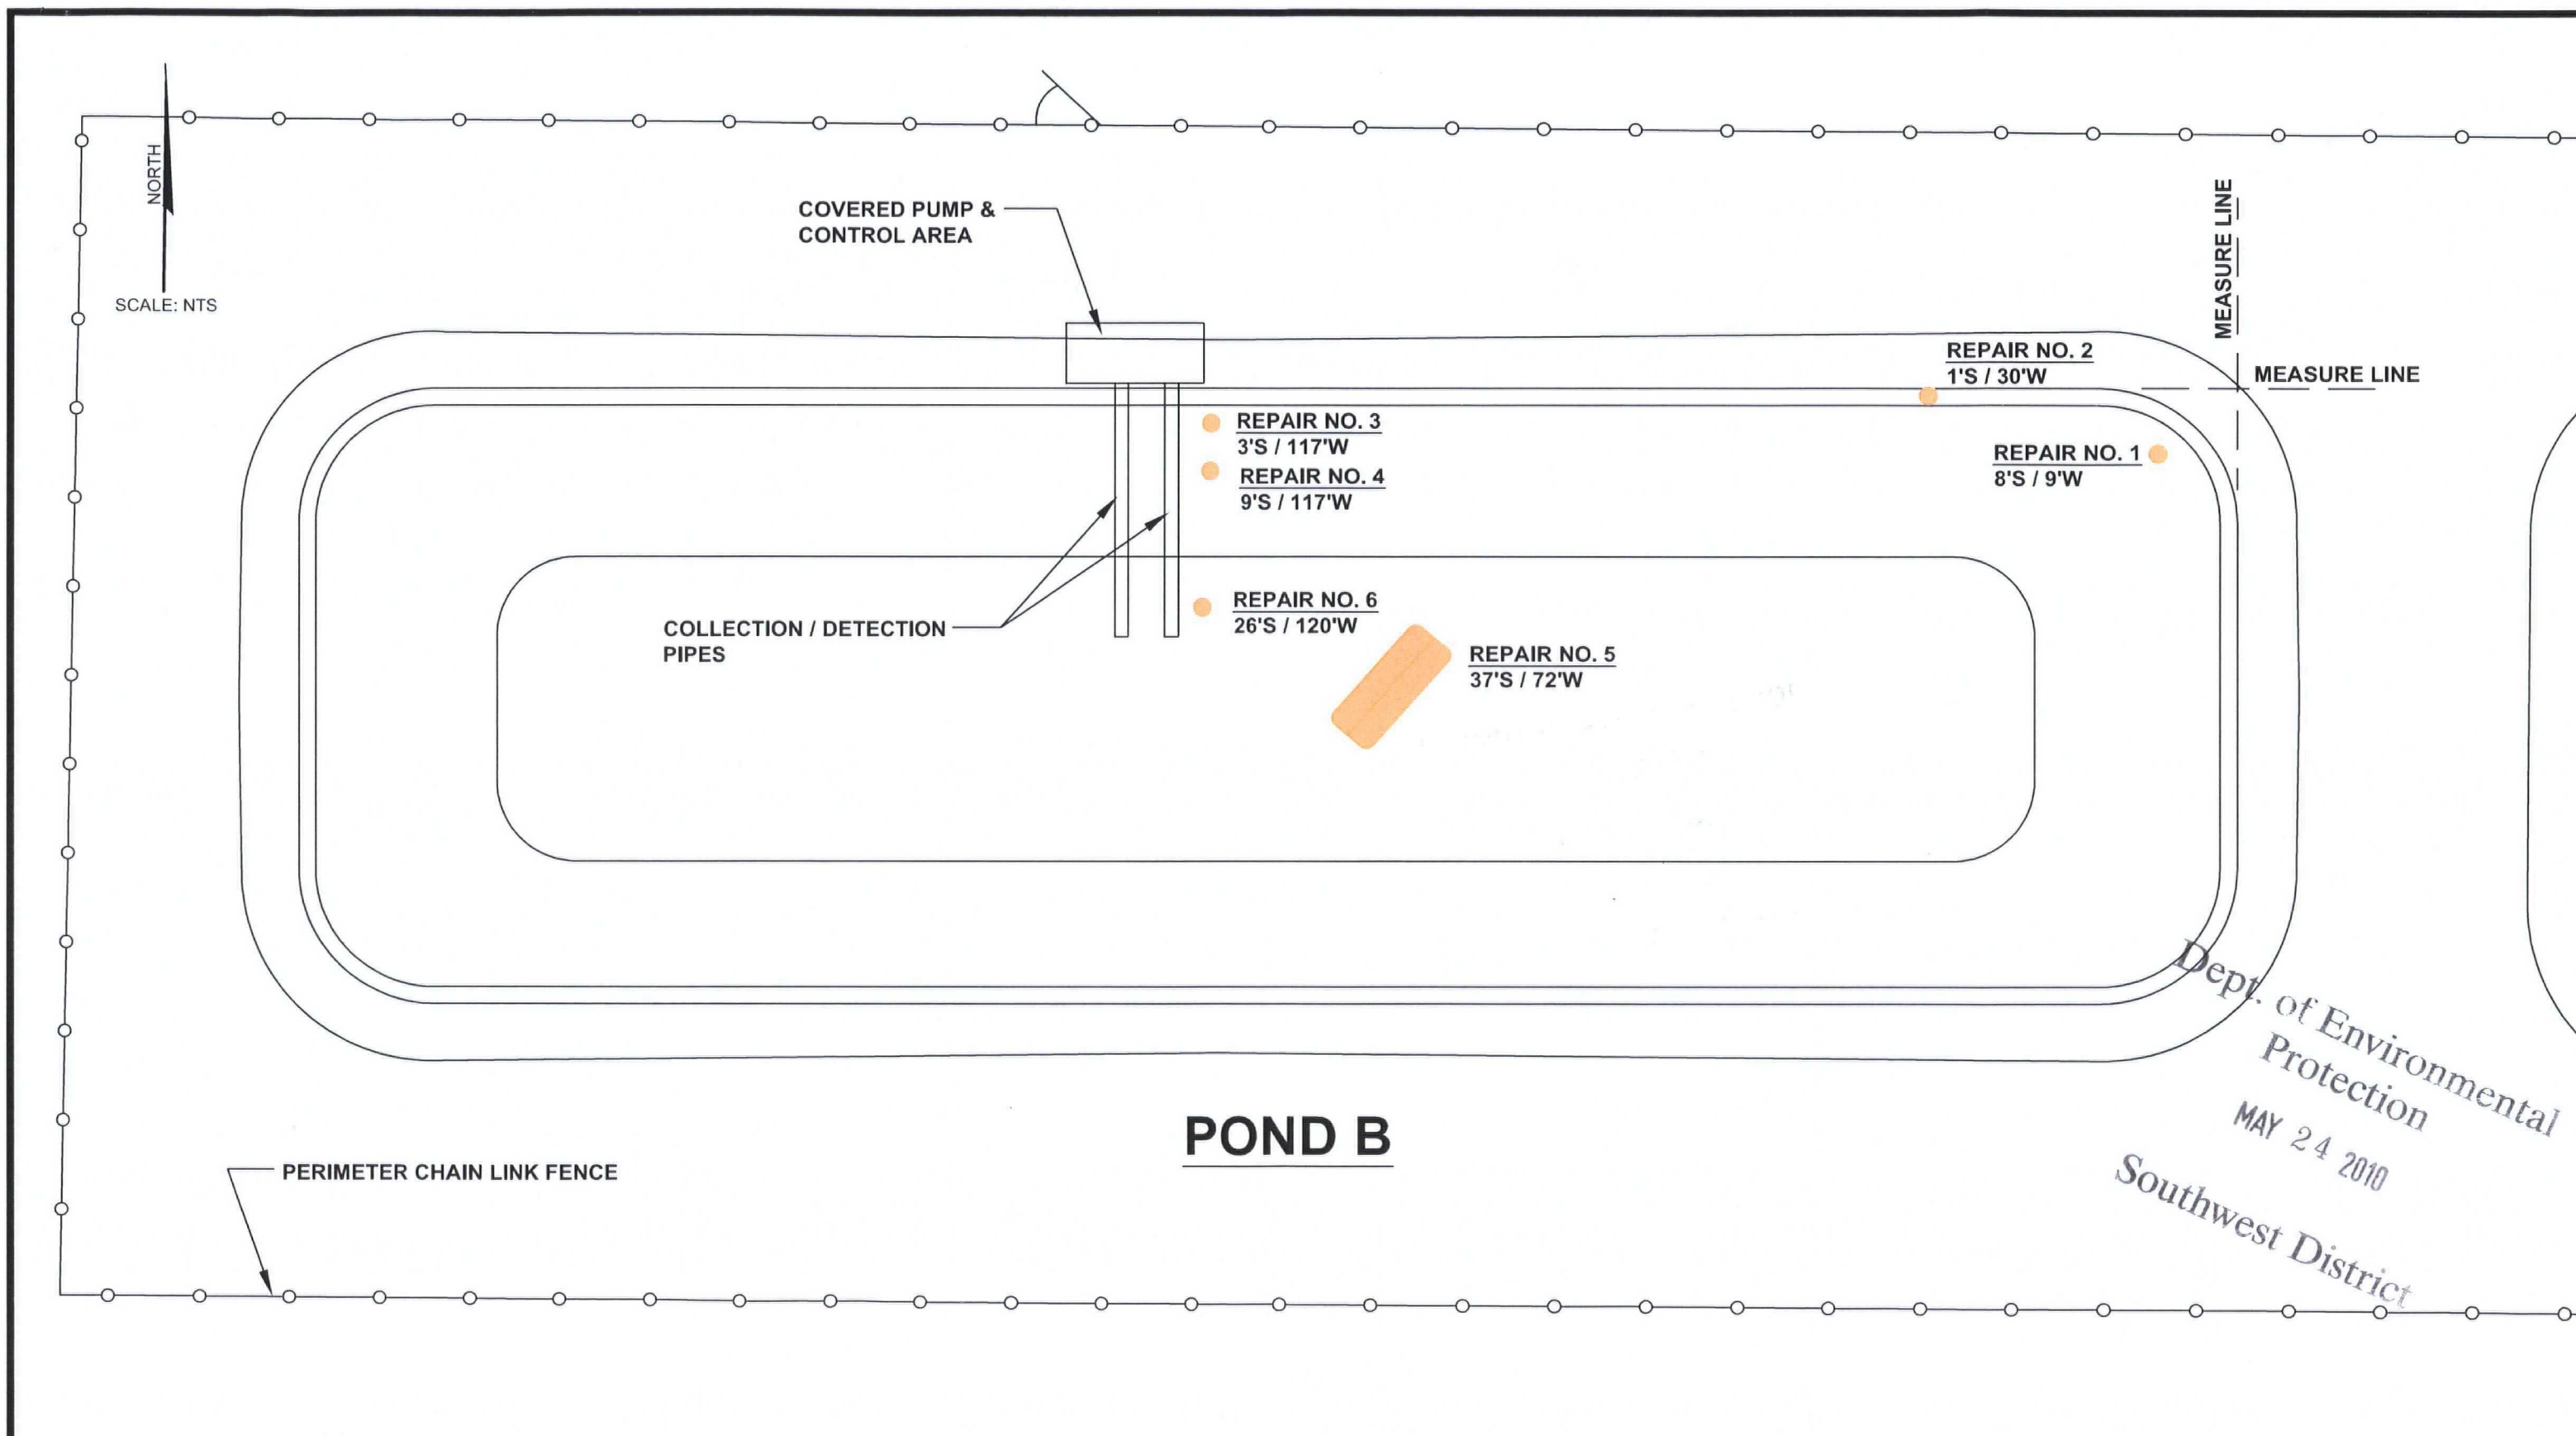 NORTH
SCALE: NTS
COVERED PUMP &
CONTROL AREA
MEASURE LINE
MEASURE LINE
REPAIR NO. 2
1'S / 30'W
REPAIR NO. 3
3'S / 117'W
REPAIR NO. 1
8'S / 9'W
REPAIR NO. 4
9'S / 117'W
REPAIR NO. 6
26'S / 120'W
COLLECTION / DETECTION
PIPES
REPAIR NO. 5
37'S / 72'W
POND B
PERIMETER CHAIN LINK FENCE
Dept. of Environmental
Protection
MAY 24 2010
Southwest District